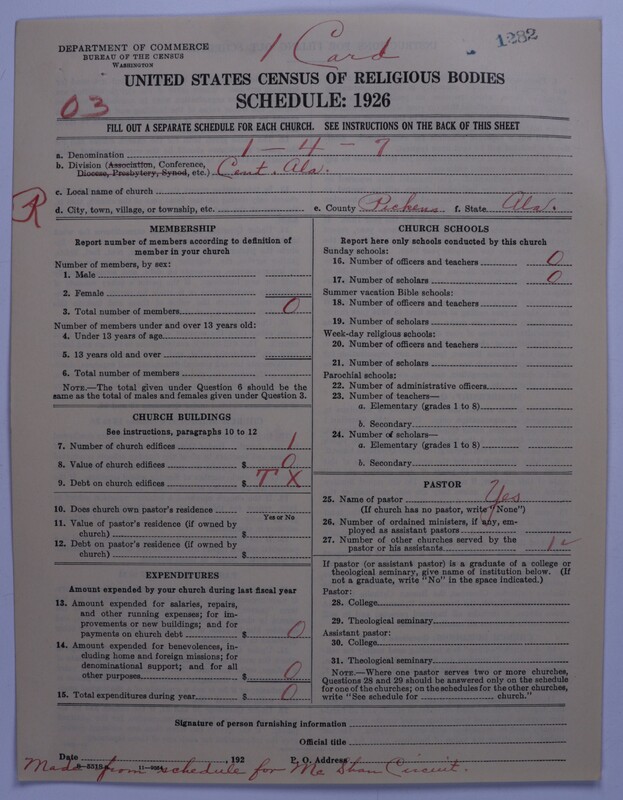 1 Card
1282
DEPARTMENT OF COMMERCE
BUREAU OF THE CENSUS
WASHINGTON
UNITED STATES CENSUS OF RELIGIOUS BODIES
SCHEDULE: 1926
03
FILL OUT A SEPARATE SCHEDULE FOR EACH CHURCH. SEE INSTRUCTIONS ON THE BACK OF THIS SHEET
a. Denomination 1-4-7
b. Division (Association, Conference, Diocese, Presbytery, Synod, etc.) Cent. Ala.
c. Local name of church
R
d. City, town, village, or township, etc. e. County Pickens f. State Ala.
MEMBERSHIP
Report number of members according to definition of
member in your church
Number of members, by sex:
1. Male
2. Female
3. Total number of members 0
Number of members under and over 13 years old:
4. Under 13 years of age
5. 13 years old and over
6. Total number of members
NOTE.—The total given under Question 6 should be
same as the total of males and females given under Question 3.
CHURCH BUILDINGS
See instructions, paragraphs 10 to 12
7. Number of church edifices 1
8. Value of church edifices $ 0
9. Debt on church edifices $ TX
10. Does church own pastor's residence
Yes or No
11. Value of pastor's residence (if owned by
church) $
12. Debt on pastor's residence (if owned by
church) $
EXPENDITURES
Amount expended by your church during last fiscal year
13. Amount expended for salaries, repairs,
and other running expenses; for im-
provements or new buildings; and for
payments on church debt $ 0
14. Amount expended for benevolences, in-
cluding home and foreign missions; for
denominational support; and for all
other purposes $ 0
15. Total expenditures during year $ 0
CHURCH SCHOOLS
Report here only schools conducted by this church
Sunday schools:
16. Number of officers and teachers 0
17. Number of scholars 0
Summer vacation Bible schools:
18. Number of officers and teachers
19. Number of scholars
Week-day religious schools:
20. Number of officers and teachers
21. Number of scholars
Parochial schools:
22. Number of administrative officers
23. Number of teachers—
a. Elementary (grades 1 to 8)
b. Secondary
24. Number of scholars—
a. Elementary (grades 1 to 8)
b. Secondary
PASTOR
25. Name of pastor Yes
(If church has no pastor, write "None")
26. Number of ordained ministers, if any, em-
ployed as assistant pastors
27. Number of other churches served by the
pastor or his assistants
If pastor (or assistant pastor) is a graduate of a college or
theological seminary, give name of institution below. (If
not a graduate, write "No" in the space indicated.)
Pastor:
28. College
29. Theological seminary
Assistant pastor:
30. College
31. Theological seminary
NOTE.—Where one pastor serves two or more churches,
Questions 28 and 29 should be answered only on the schedule
for one of the churches; on the schedules for the other churches,
write "See schedule for church."
Signature of person furnishing information
Official title
Date , 192 P. O. Address
Made from schedule for Mc Shan Circuit.